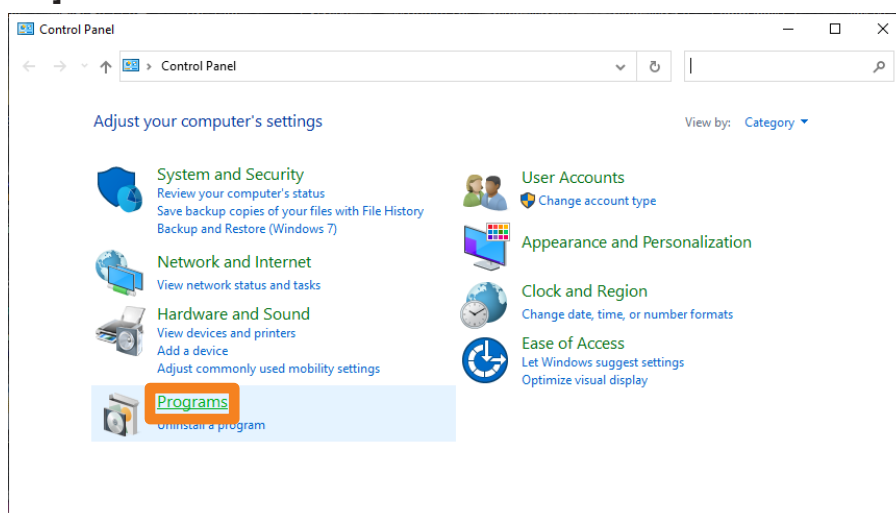 Control Panel
Control Panel
Adjust your computer's settings
View by: Category
System and Security
Review your computer's status
Save backup copies of your files with File History
Backup and Restore (Windows 7)
Network and Internet
View network status and tasks
Hardware and Sound
View devices and printers
Add a device
Adjust commonly used mobility settings
Programs
Uninstall a program
User Accounts
Change account type
Appearance and Personalization
Clock and Region
Change date, time, or number formats
Ease of Access
Let Windows suggest settings
Optimize visual display